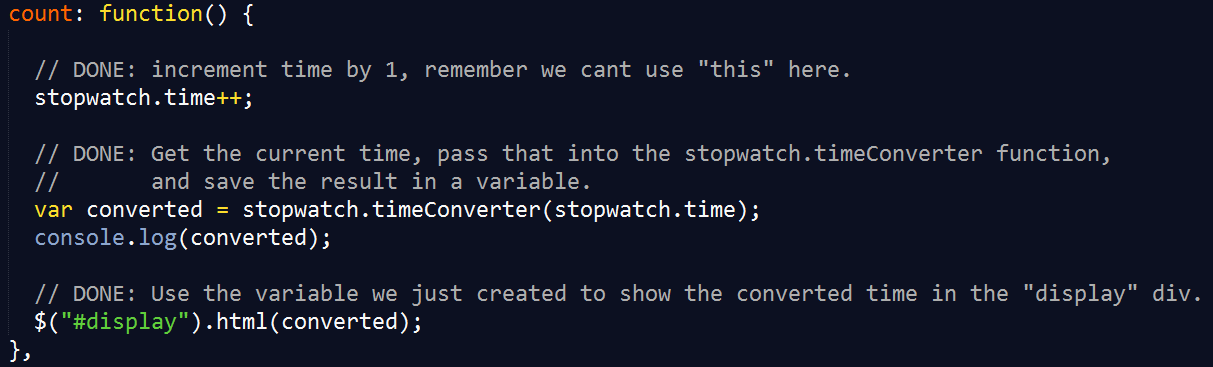 count: function() {
// DONE: increment time by 1, remember we cant use "this" here.
stopwatch.time++;
// DONE: Get the current time, pass that into the stopwatch.timeConverter function,
//       and save the result in a variable.
var converted = stopwatch.timeConverter(stopwatch.time);
console.log(converted);
// DONE: Use the variable we just created to show the converted time in the "display" div.
$("#display").html(converted);
},